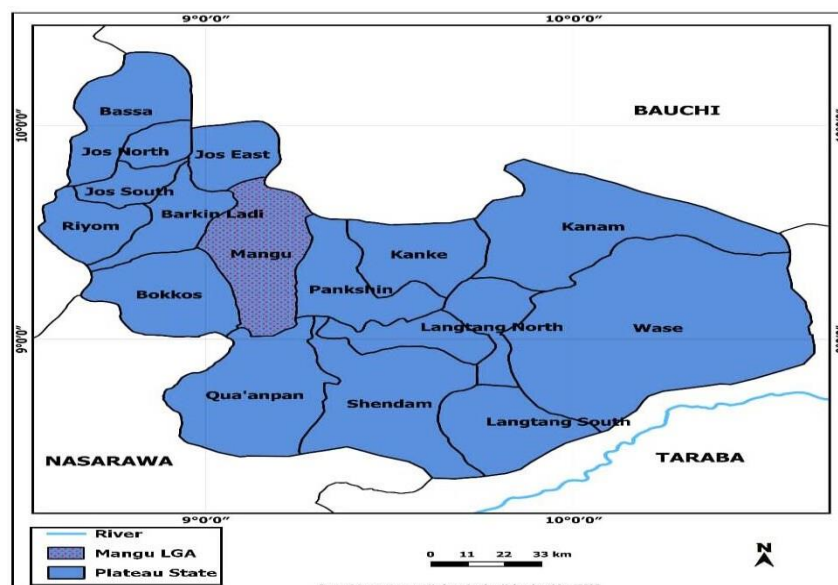 9°0'0" 10°0'0"
BAUCHI
Bassa
10°0'0"
Jos North Jos East
Jos South
Riyom Barkin Ladi
Mangu
Kanke
Kanam
Bokkos
Pankshin
Langtang North
Wase
9°0'0"
Qua'anpan
Shendam
Langtang South
NASARAWA
TARABA
9°0'0" 10°0'0"
River
Mangu LGA
Plateau State
0 11 22 33 km
N